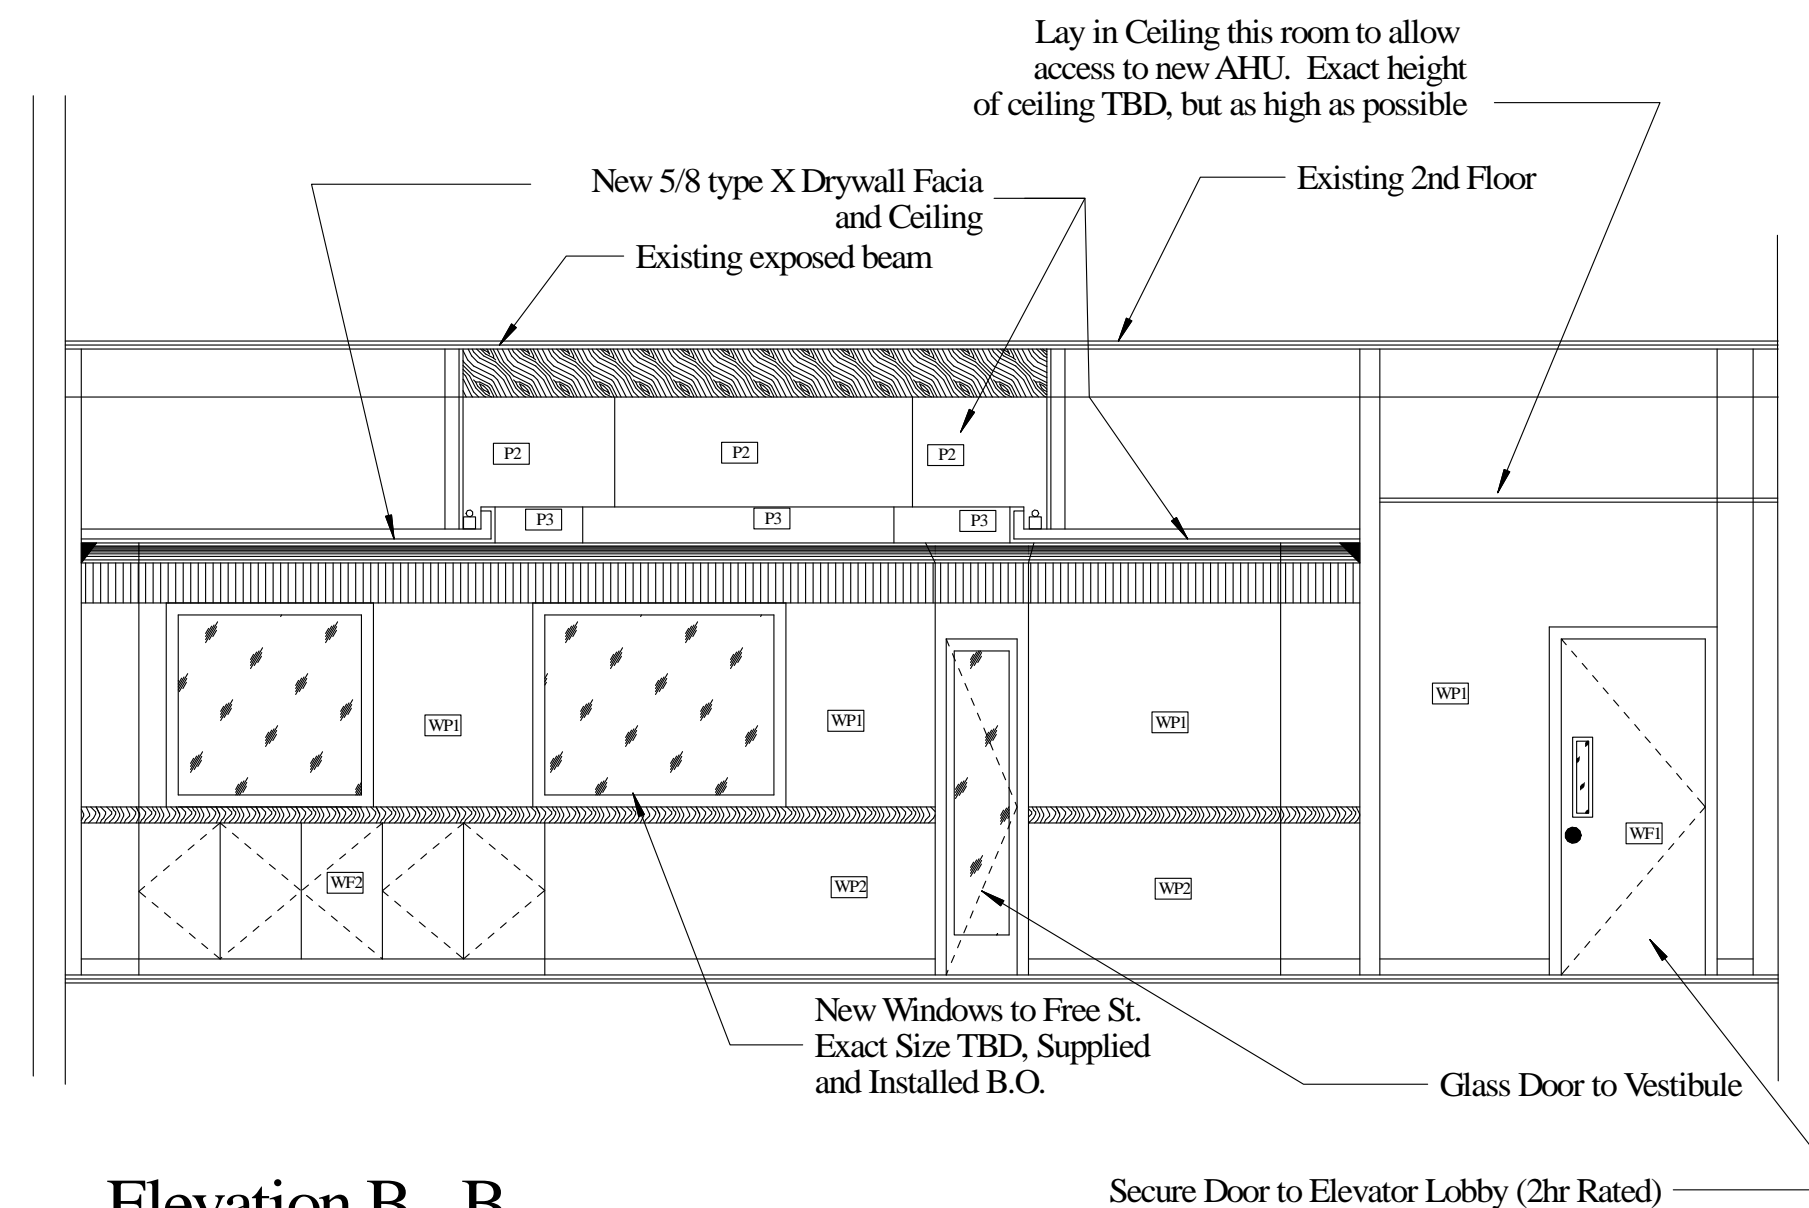 Lay in Ceiling this room to allow
access to new AHU.  Exact height
of ceiling TBD, but as high as possible
New 5/8 type X Drywall Facia
and Ceiling
Existing 2nd Floor
Existing exposed beam
P2
P2
P2
P3
P3
P3
WP1
WP1
WP1
WP1
WF1
WF2
WP2
WP2
New Windows to Free St.
Exact Size TBD, Supplied
and Installed B.O.
Glass Door to Vestibule
Secure Door to Elevator Lobby (2hr Rated)
Elevation B - B